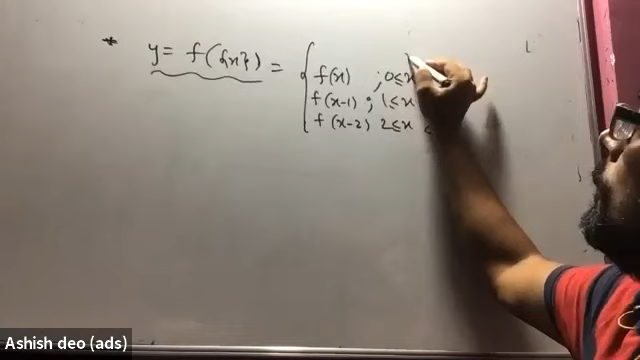 * y = f({x}) = { f(x) ; 0≤x
f(x-1) ; 1≤x
f(x-2) 2≤x <
Ashish deo (ads)